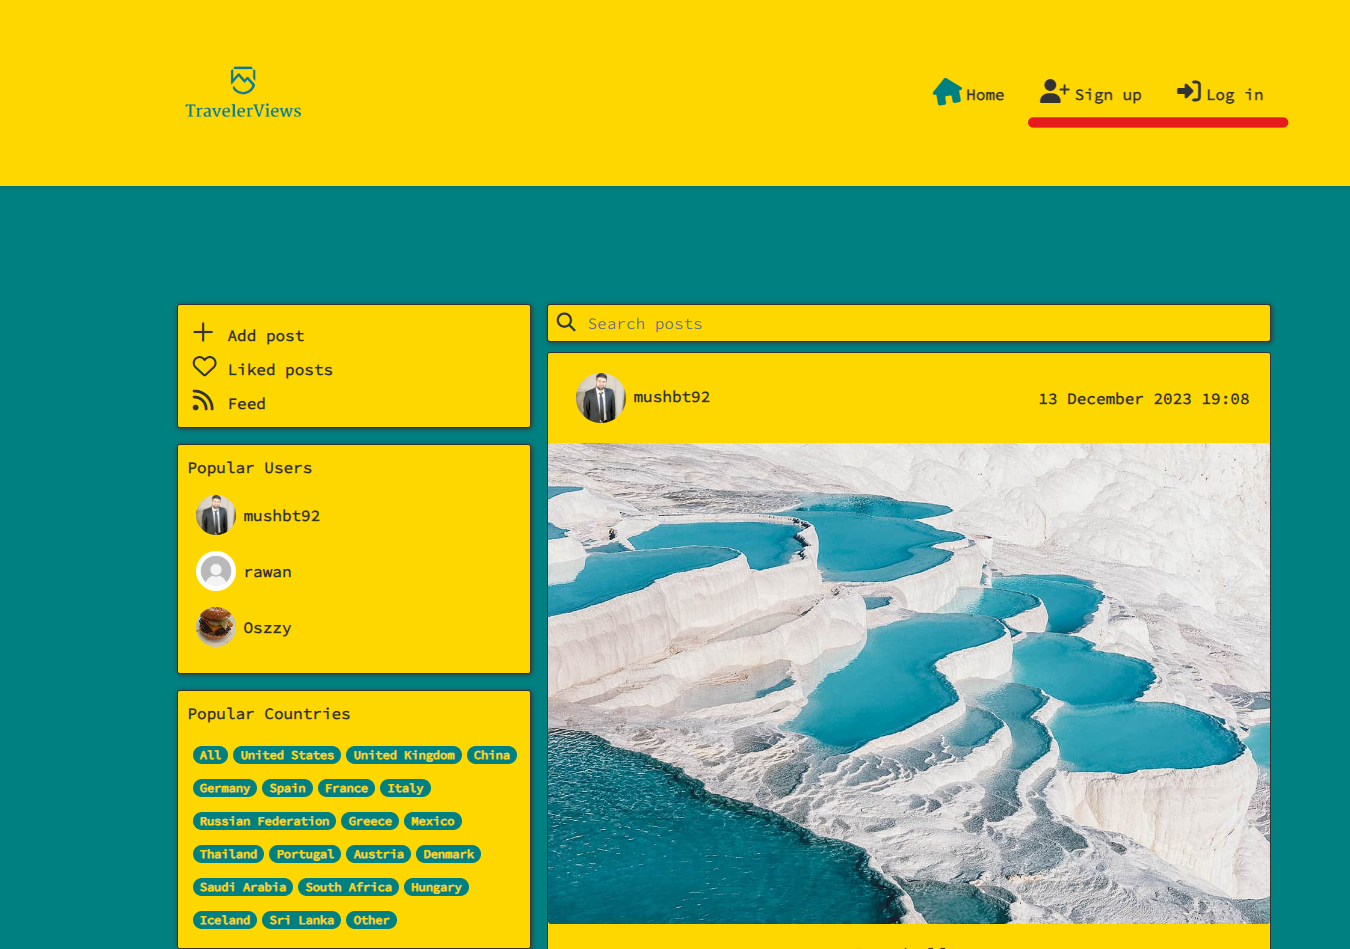 TravelerViews
Home Sign up Log in
Add post
Liked posts
Feed
Popular Users
mushbt92
rawan
Oszzy
Popular Countries
All United States United Kingdom China
Germany Spain France Italy
Russian Federation Greece Mexico
Thailand Portugal Austria Denmark
Saudi Arabia South Africa Hungary
Iceland Sri Lanka Other
Search posts
mushbt92 13 December 2023 19:08